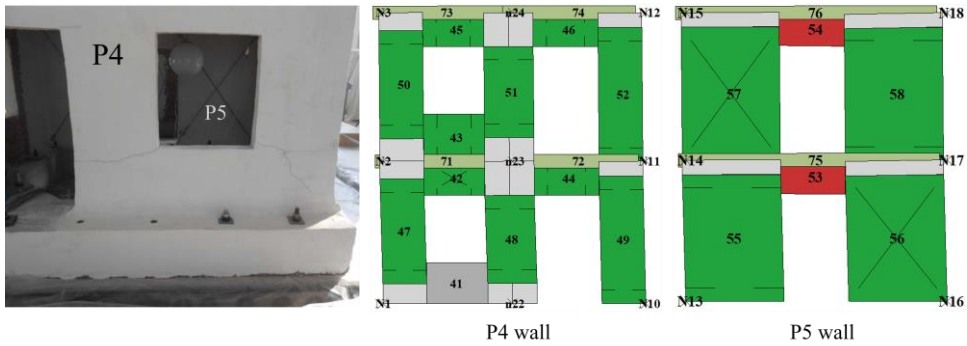 P4
P5
N3 73 n24 74 N12
45 46
50 51 52
43
N2 71 n23 72 N11
42 44
47 48 49
41
N1 n22 N10
P4 wall
N15 76 N18
54
57 58
N14 75 N17
53
55 56
N13 N16
P5 wall